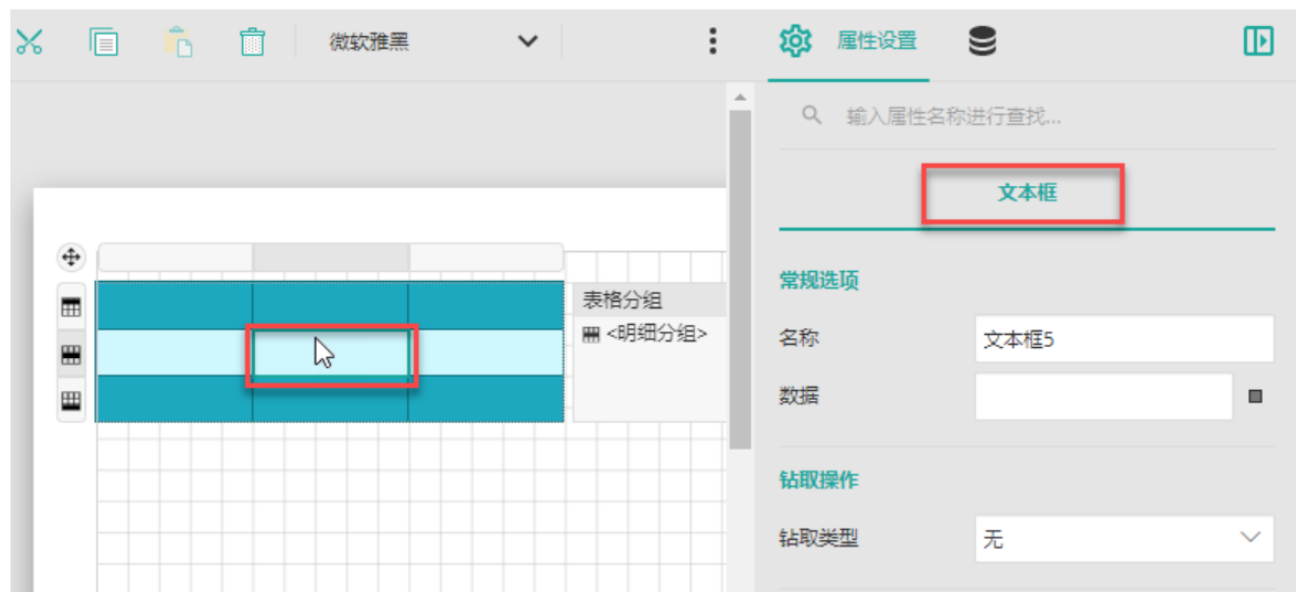 微软雅黑
属性设置
输入属性名称进行查找...
文本框
常规选项
名称 文本框5
数据
钻取操作
钻取类型 无
表格分组
<明细分组>